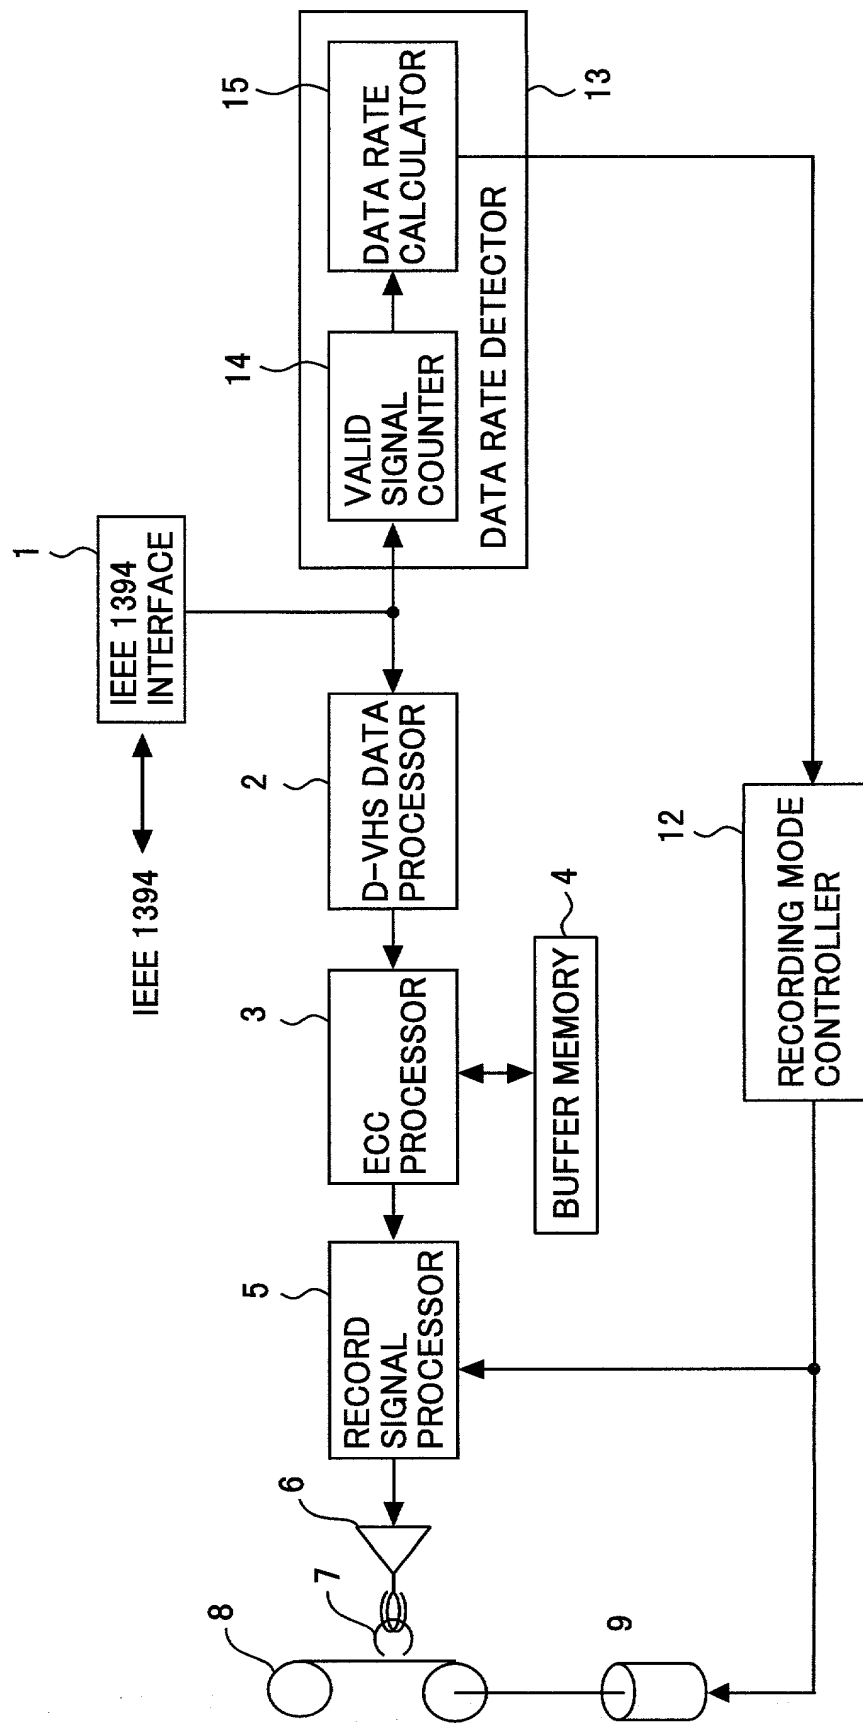 8
7
6
5
RECORD
SIGNAL
PROCESSOR
3
ECC
PROCESSOR
BUFFER MEMORY
4
2
D-VHS DATA
PROCESSOR
IEEE 1394
1
IEEE 1394
INTERFACE
14
VALID
SIGNAL
COUNTER
15
DATA RATE
CALCULATOR
DATA RATE DETECTOR
13
9
12
RECORDING MODE
CONTROLLER